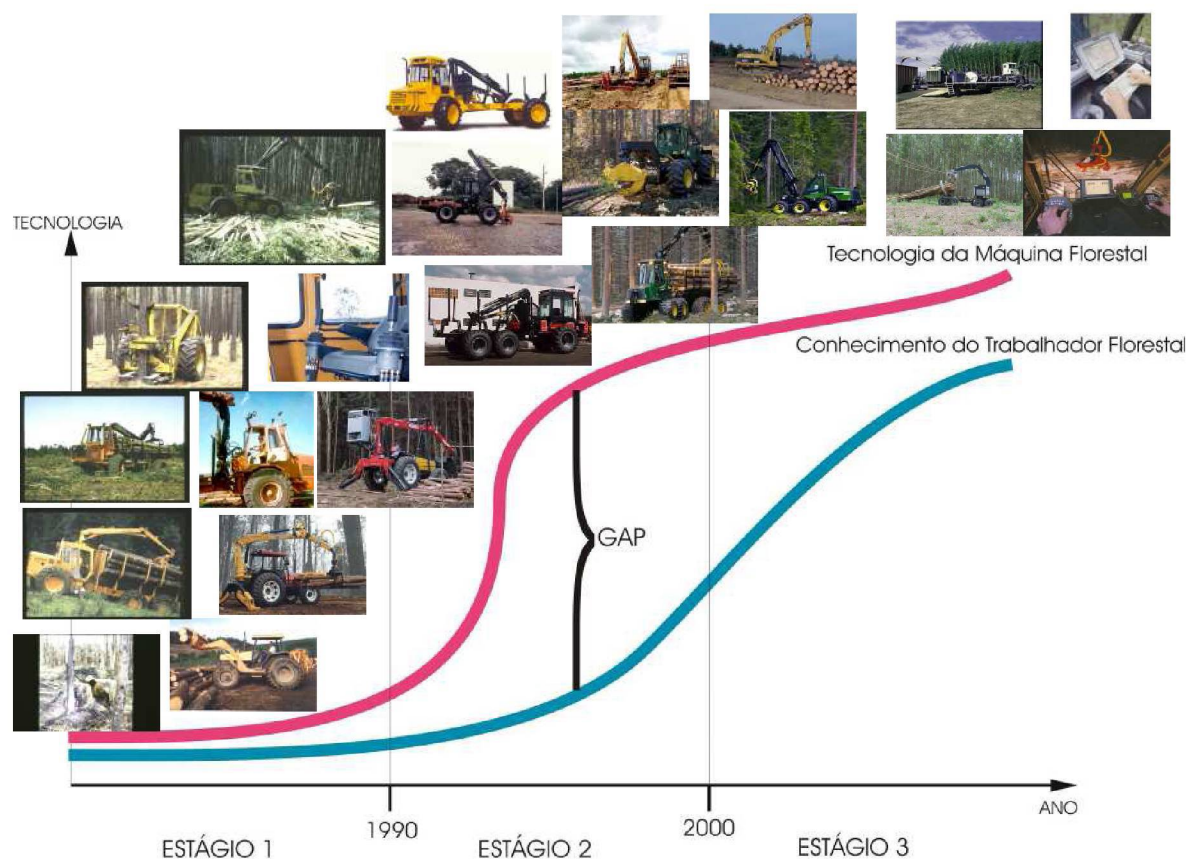 TECNOLOGIA
Tecnologia da Máquina Florestal
Conhecimento do Trabalhador Florestal
GAP
ANO
1990
2000
ESTÁGIO 1
ESTÁGIO 2
ESTÁGIO 3